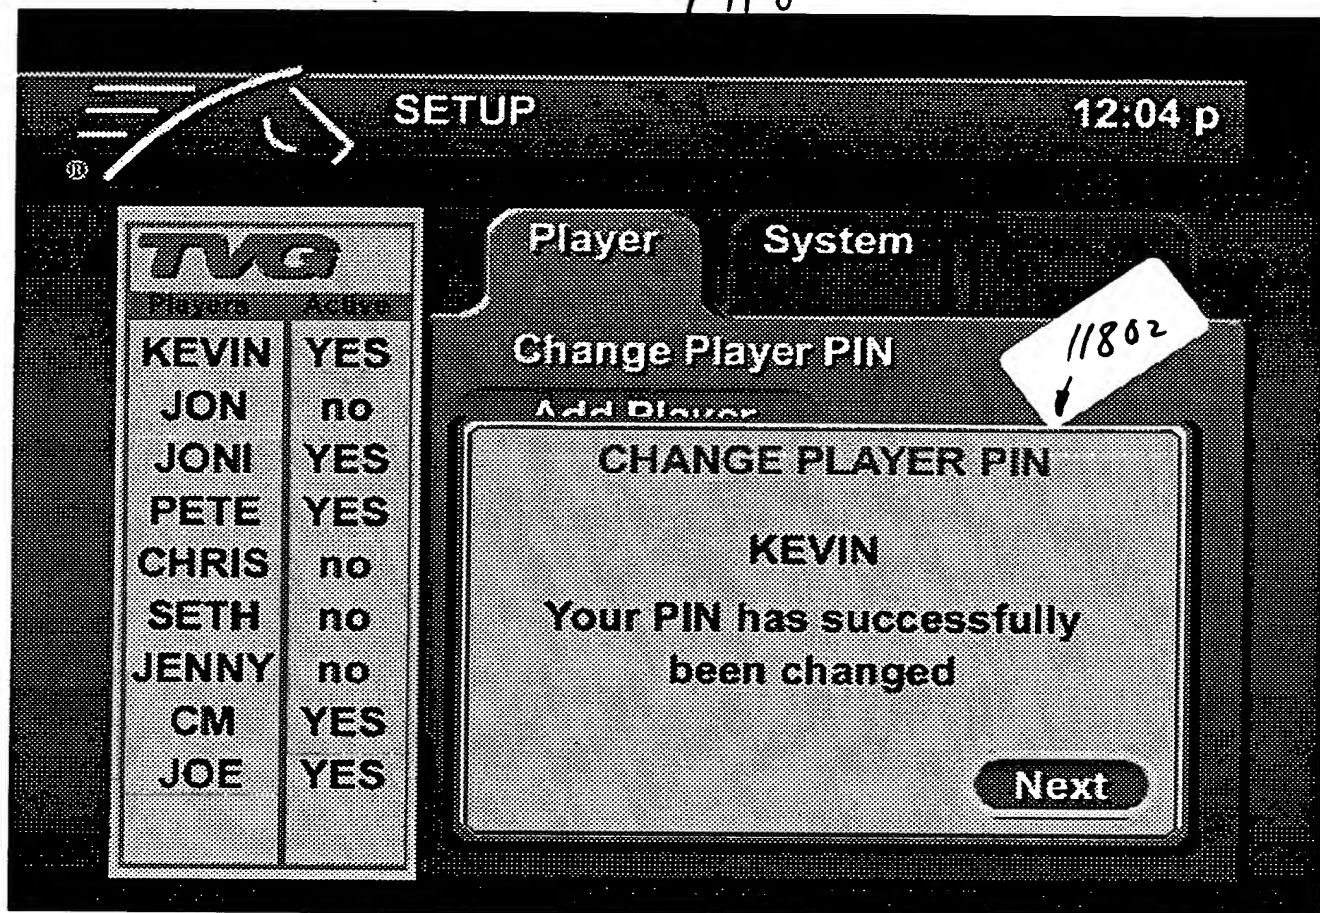 SETUP
12:04 p
®
TVG
Players Active
KEVIN YES
JON no
JONI YES
PETE YES
CHRIS no
SETH no
JENNY no
CM YES
JOE YES
Player
System
Change Player PIN
Add Player
11802
CHANGE PLAYER PIN
KEVIN
Your PIN has successfully
been changed
Next